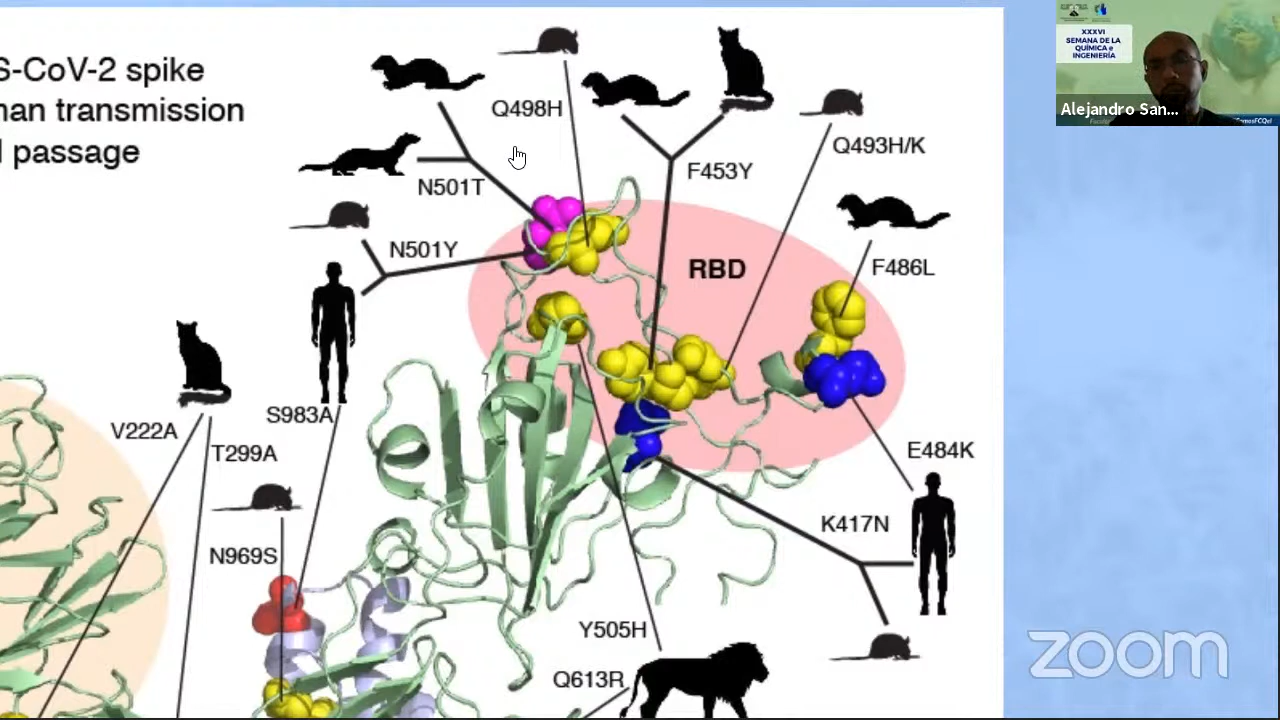 S-CoV-2 spike
man transmission
l passage
Q498H
F453Y
Q493H/K
N501T
N501Y
RBD
F486L
S983A
V222A
T299A
N969S
E484K
K417N
Y505H
Q613R
XXXVI
SEMANA DE LA
QUÍMICA e
INGENIERÍA
Alejandro San...
zoom